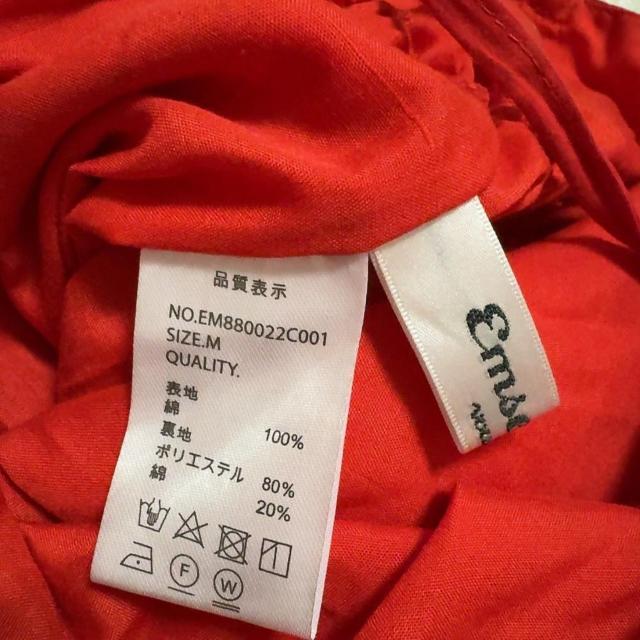 品質表示
NO.EM880022C001
SIZE.M
QUALITY.
表地
綿 100%
裏地
ポリエステル 80%
綿 20%
F
W